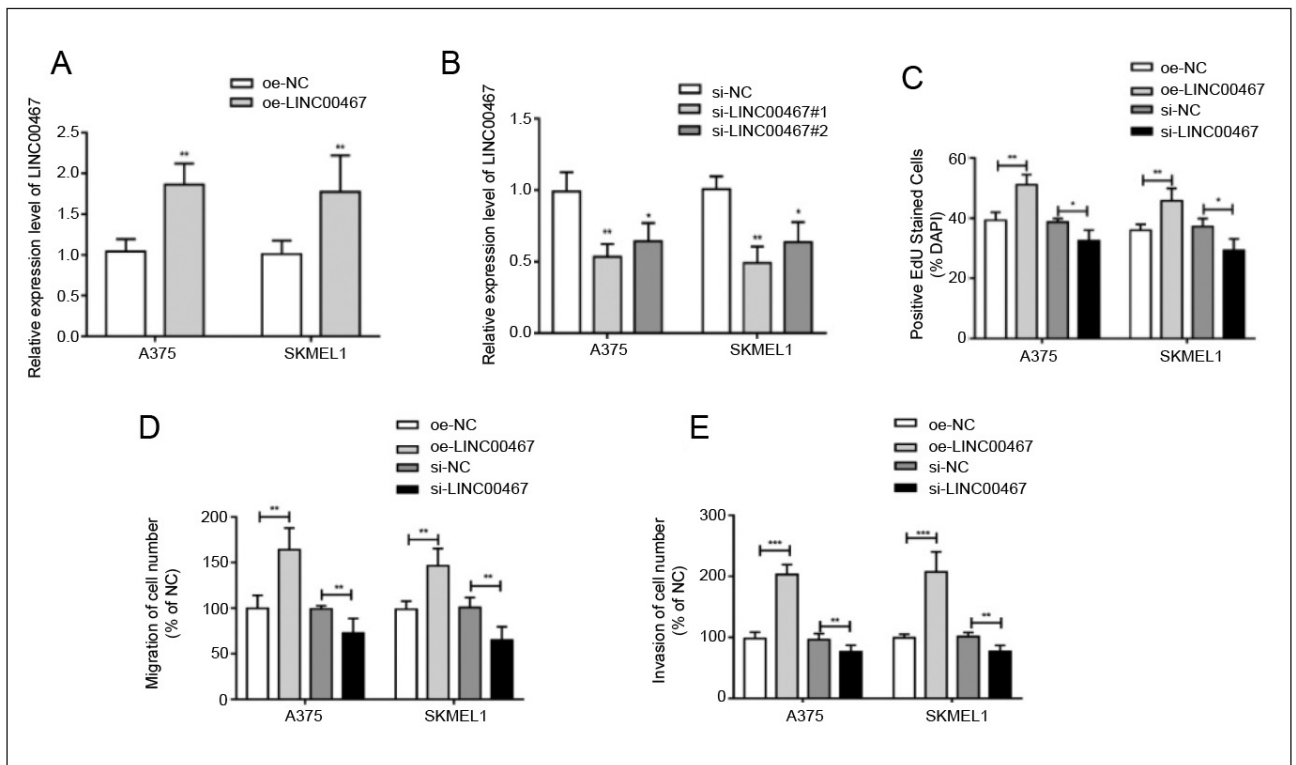 A
oe-NC
oe-LINC00467
Relative expression level of LINC00467
2.5
2.0
1.5
1.0
0.5
0.0
**
**
A375
SKMEL1
B
si-NC
si-LINC00467#1
si-LINC00467#2
Relative expression level of LINC00467
1.5
1.0
0.5
0.0
**
*
**
*
A375
SKMEL1
C
oe-NC
oe-LINC00467
si-NC
si-LINC00467
Positive EdU Stained Cells
(% DAPI)
60
40
20
0
**
*
**
*
A375
SKMEL1
D
oe-NC
oe-LINC00467
si-NC
si-LINC00467
Migration of cell number
(% of NC)
200
150
100
50
0
**
**
**
**
A375
SKMEL1
E
oe-NC
oe-LINC00467
si-NC
si-LINC00467
Invasion of cell number
(% of NC)
300
200
100
0
***
**
***
**
A375
SKMEL1